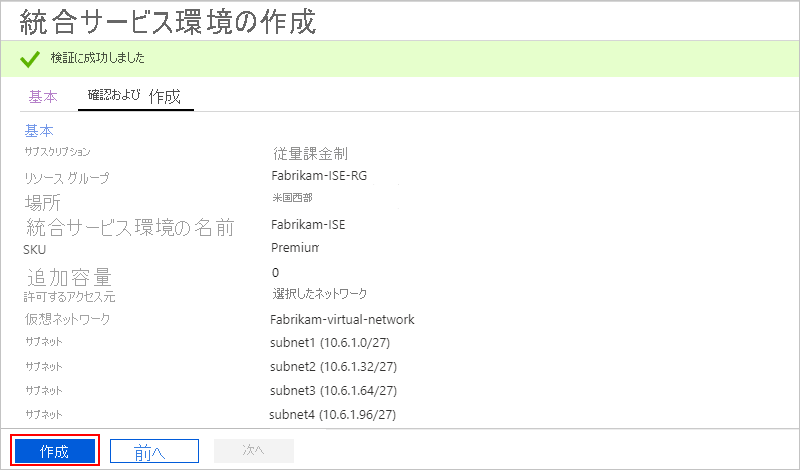 統合サービス環境の作成
検証に成功しました
基本 確認および 作成
基本
サブスクリプション 従量課金制
リソース グループ Fabrikam-ISE-RG
場所 米国西部
統合サービス環境の名前 Fabrikam-ISE
SKU Premium
追加容量 0
許可するアクセス元 選択したネットワーク
仮想ネットワーク Fabrikam-virtual-network
サブネット subnet1 (10.6.1.0/27)
サブネット subnet2 (10.6.1.32/27)
サブネット subnet3 (10.6.1.64/27)
サブネット subnet4 (10.6.1.96/27)
作成 前へ 次へ